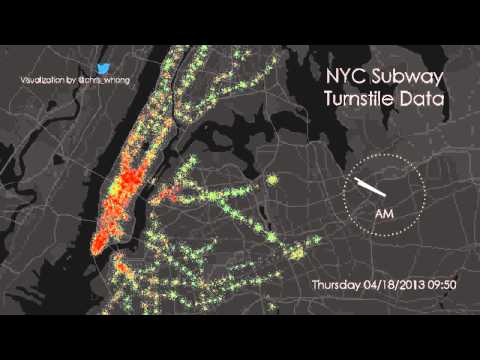 Visualization by @chris_whong
NYC Subway
Turnstile Data
AM
Thursday 04/18/2013 09:50